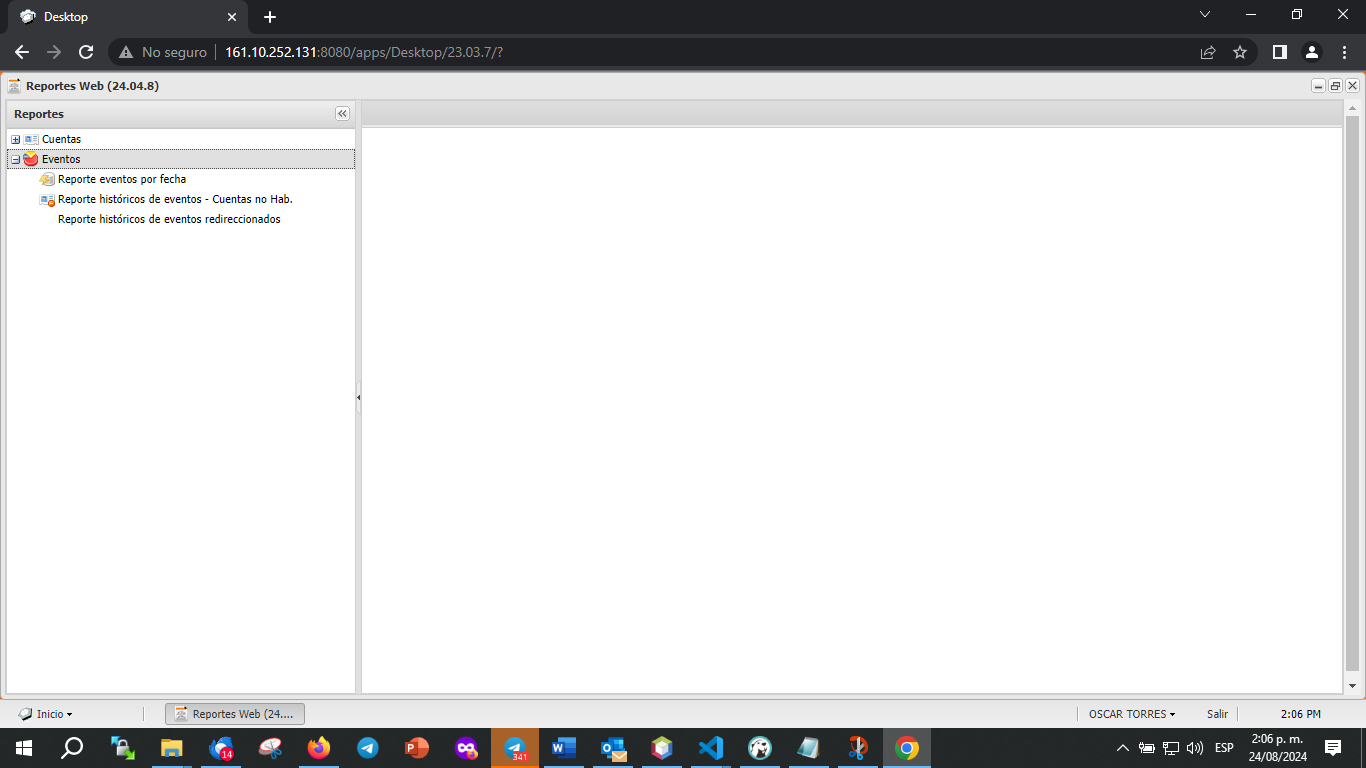 Desktop
No seguro
161.10.252.131:8080/apps/Desktop/23.03.7/?
Reportes Web (24.04.8)
Reportes
Cuentas
Eventos
Reporte eventos por fecha
Reporte históricos de eventos - Cuentas no Hab.
Reporte históricos de eventos redireccionados
Inicio
Reportes Web (24....
OSCAR TORRES
Salir
2:06 PM
14
341
ESP
2:06 p. m.
24/08/2024